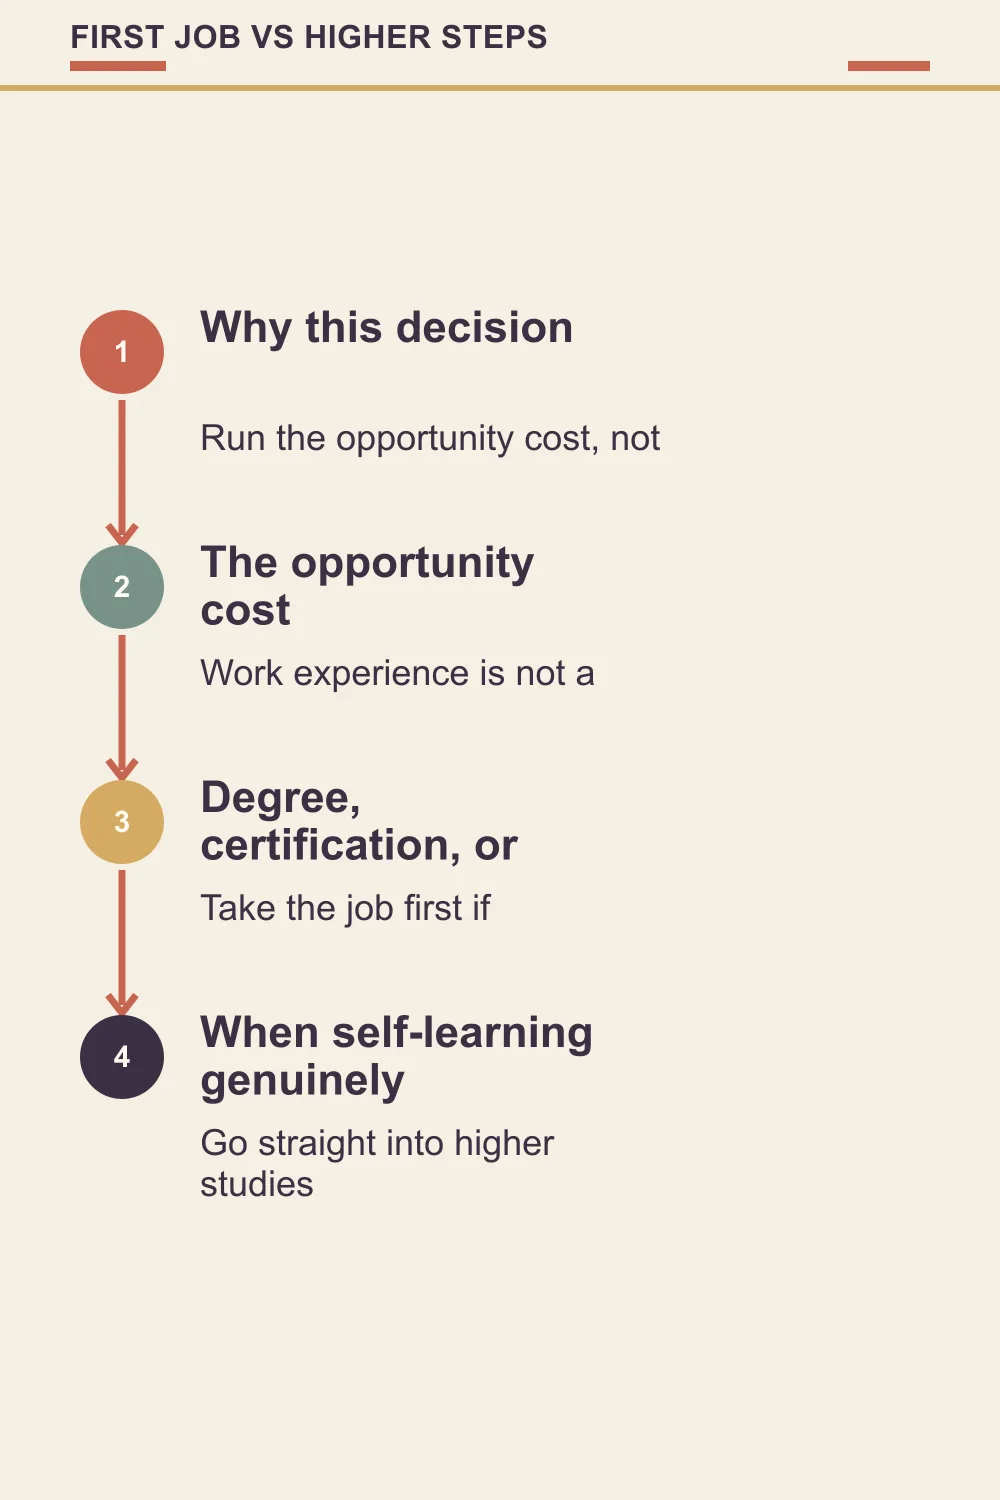 FIRST JOB VS HIGHER STEPS
1
Why this decision
Run the opportunity cost, not
2
The opportunity
cost
Work experience is not a
3
Degree,
certification, or
Take the job first if
4
When self-learning
genuinely
Go straight into higher
studies